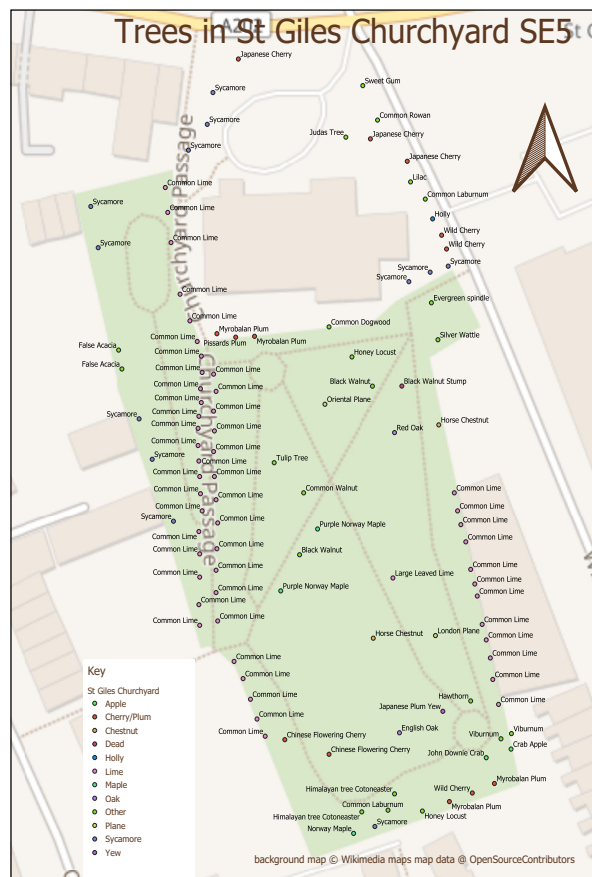 Trees in St Giles Churchyard SE5
Japanese Cherry
Sweet Gum
Sycamore
Common Rowan
Sycamore
Judas Tree
Japanese Cherry
Sycamore
Japanese Cherry
Lilac
Common Lime
Common Laburnum
Sycamore
Common Lime
Holly
Wild Cherry
Common Lime
Sycamore
Wild Cherry
Sycamore
Sycamore
Sycamore
Common Lime
Evergreen spindle
Common Lime
Common Dogwood
Myrobalan Plum
Common Lime
Pissards Plum
Myrobalan Plum
Silver Wattle
False Acacia
Common Lime
Honey Locust
False Acacia
Common Lime
Common Lime
Common Lime
Black Walnut
Black Walnut Stump
Common Lime
Common Lime
Oriental Plane
Common Lime
Common Lime
Sycamore
Common Lime
Common Lime
Red Oak
Horse Chestnut
Common Lime
Common Lime
Sycamore
Common Lime
Tulip Tree
Common Lime
Common Lime
Common Lime
Common Lime
Common Walnut
Common Lime
Common Lime
Common Lime
Sycamore
Common Lime
Purple Norway Maple
Common Lime
Common Lime
Common Lime
Common Lime
Black Walnut
Common Lime
Common Lime
Common Lime
Large Leaved Lime
Common Lime
Common Lime
Purple Norway Maple
Common Lime
Common Lime
Common Lime
Common Lime
Common Lime
Horse Chestnut
London Plane
Common Lime
Common Lime
Common Lime
Common Lime
Common Lime
Common Lime
Hawthorn
Common Lime
Common Lime
Japanese Plum Yew
Common Lime
Chinese Flowering Cherry
English Oak
Viburnum
Viburnum
Chinese Flowering Cherry
John Downie Crab
Crab Apple
Himalayan tree Cotoneaster
Wild Cherry
Myrobalan Plum
Common Laburnum
Myrobalan Plum
Himalayan tree Cotoneaster
Honey Locust
Norway Maple
Sycamore
Churchyard Passage
Churchyard Passage
Key
St Giles Churchyard
Apple
Cherry/Plum
Chestnut
Dead
Holly
Lime
Maple
Oak
Other
Plane
Sycamore
Yew
background map © Wikimedia maps map data @ OpenSourceContributors